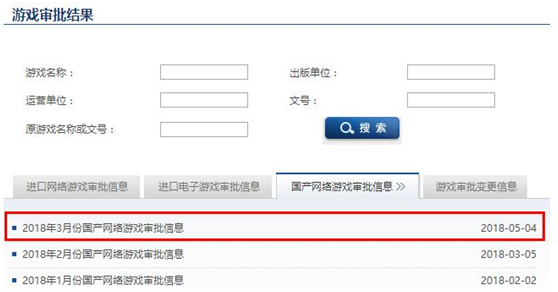 游戏审批结果
游戏名称： 出版单位：
运营单位： 文号：
原游戏名称或文号： 搜 索
进口网络游戏审批信息 进口电子游戏审批信息 国产网络游戏审批信息 >> 游戏审批变更信息
2018年3月份国产网络游戏审批信息 2018-05-04
2018年2月份国产网络游戏审批信息 2018-03-05
2018年1月份国产网络游戏审批信息 2018-02-02